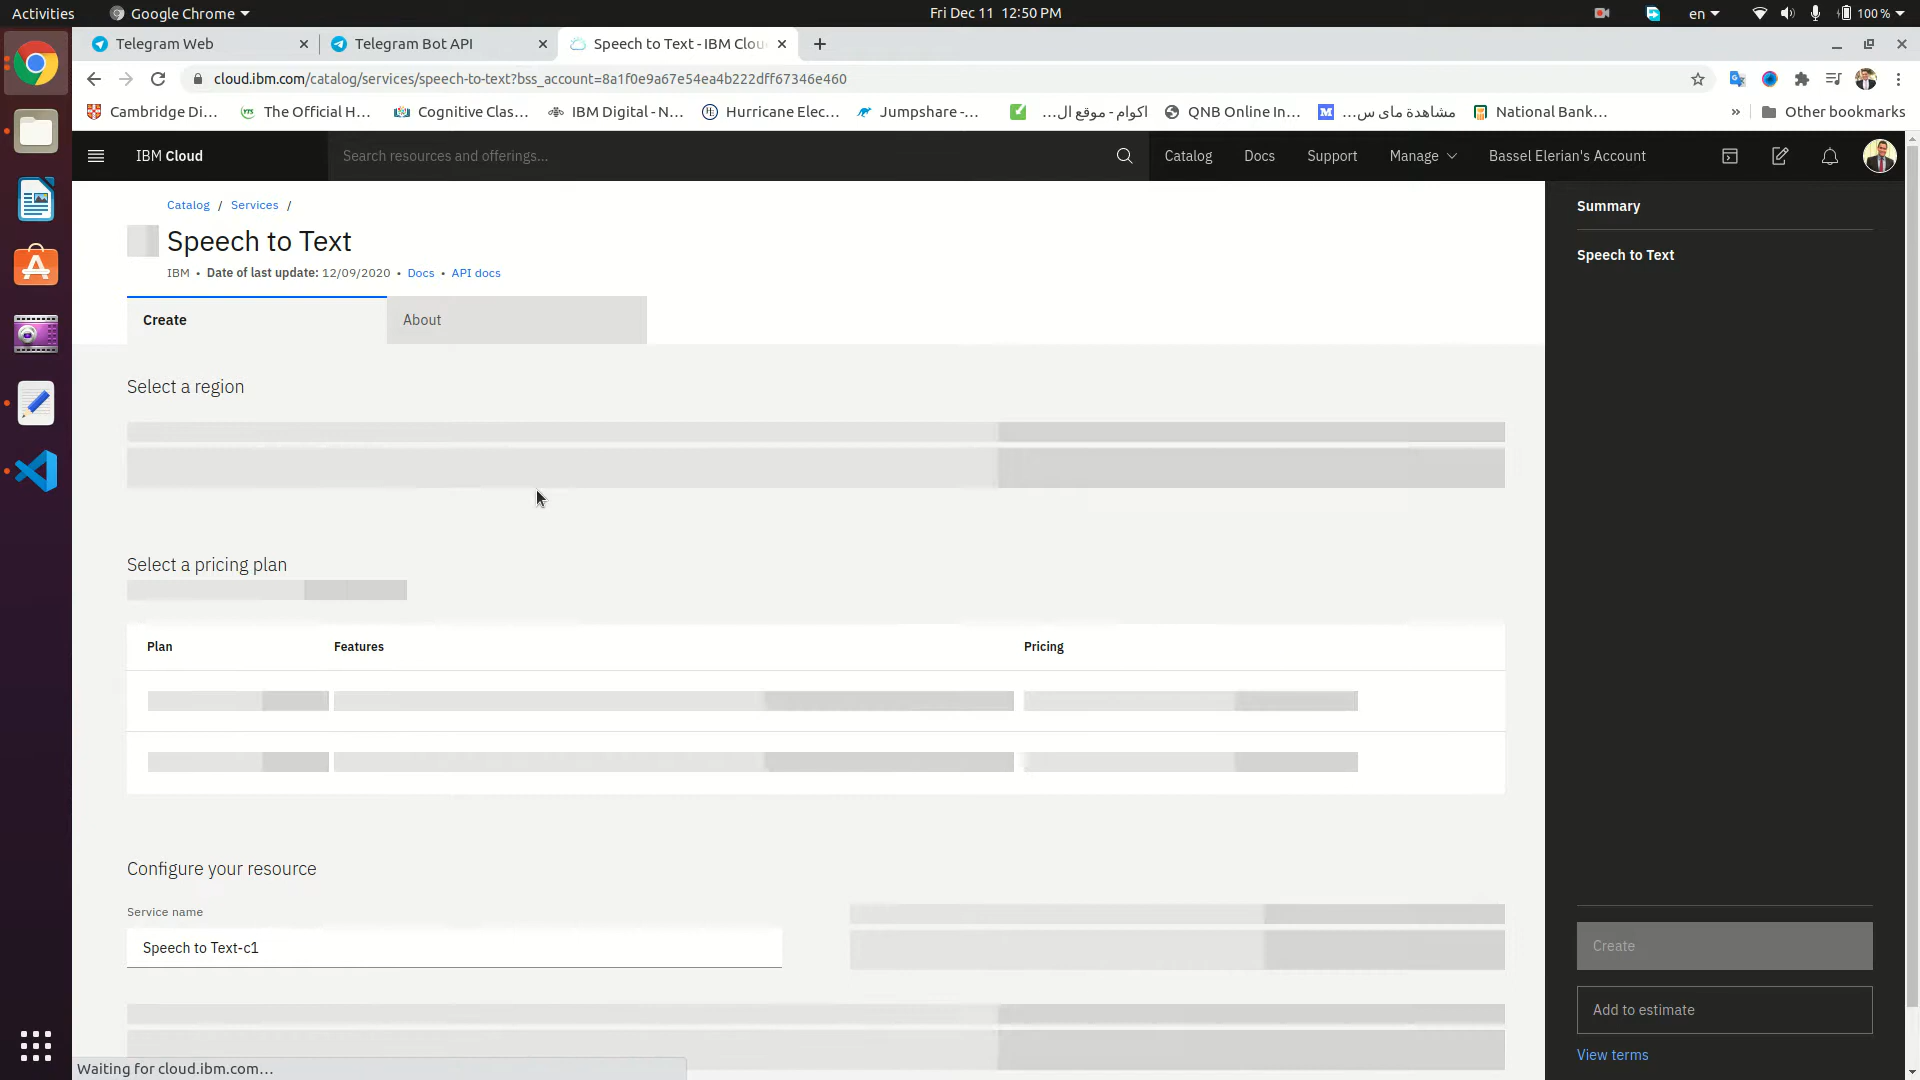 Activities
Google Chrome
Fri Dec 11 12:50 PM
en
100 %
Telegram Web
Telegram Bot API
Speech to Text - IBM Clou
cloud.ibm.com/catalog/services/speech-to-text?bss_account=8a1f0e9a67e54ea4b222dff67346e460
Cambridge Di...
The Official H...
Cognitive Clas...
IBM Digital - N...
Hurricane Elec...
Jumpshare -...
اكوام - موقع ال...
QNB Online In...
مشاهدة ماى س...
National Bank...
»
Other bookmarks
IBM Cloud
Search resources and offerings...
Catalog
Docs
Support
Manage
Bassel Elerian's Account
Catalog / Services /
Speech to Text
IBM • Date of last update: 12/09/2020 • Docs • API docs
Create
About
Select a region
Select a pricing plan
Plan
Features
Pricing
Configure your resource
Service name
Speech to Text-c1
Summary
Speech to Text
Create
Add to estimate
View terms
Waiting for cloud.ibm.com...